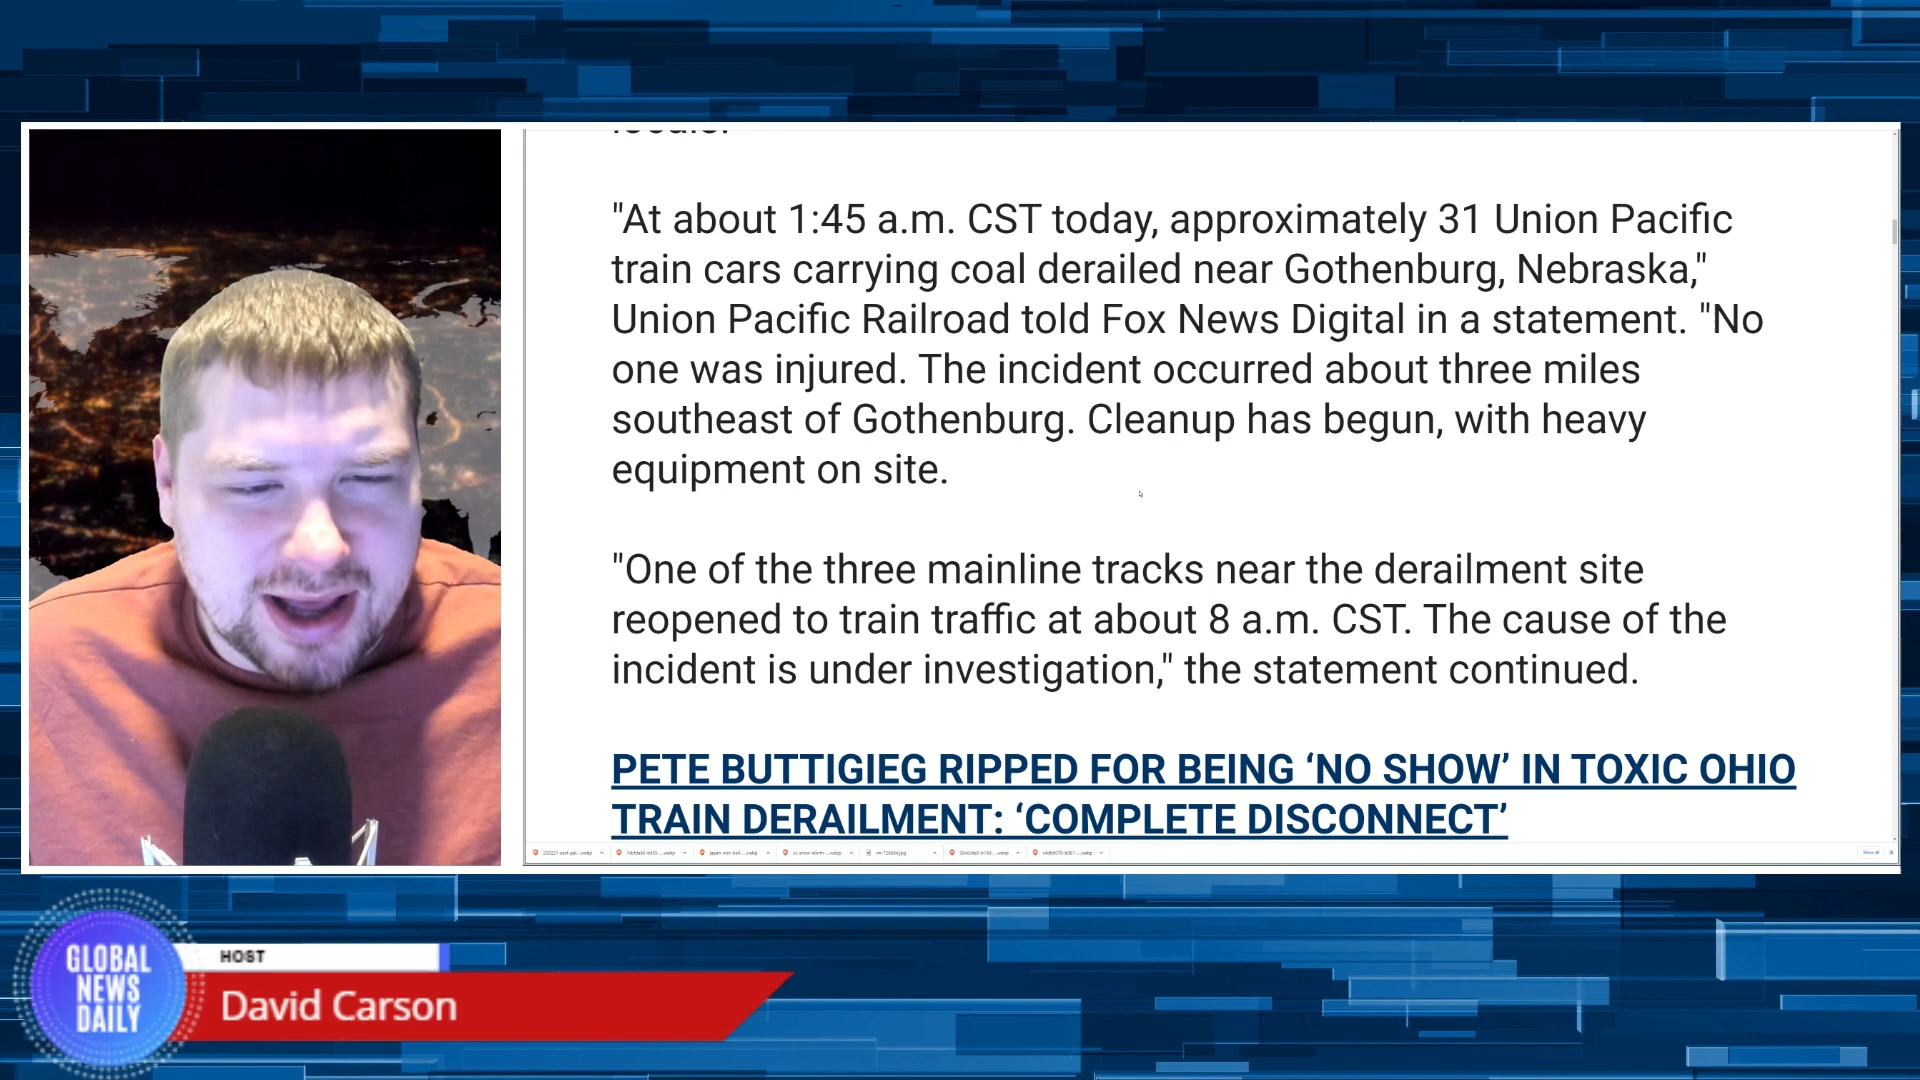 "At about 1:45 a.m. CST today, approximately 31 Union Pacific
train cars carrying coal derailed near Gothenburg, Nebraska,"
Union Pacific Railroad told Fox News Digital in a statement. "No
one was injured. The incident occurred about three miles
southeast of Gothenburg. Cleanup has begun, with heavy
equipment on site.
"One of the three mainline tracks near the derailment site
reopened to train traffic at about 8 a.m. CST. The cause of the
incident is under investigation," the statement continued.
PETE BUTTIGIEG RIPPED FOR BEING ‘NO SHOW’ IN TOXIC OHIO
TRAIN DERAILMENT: ‘COMPLETE DISCONNECT’
Show all
GLOBAL
NEWS
DAILY
HOST
David Carson